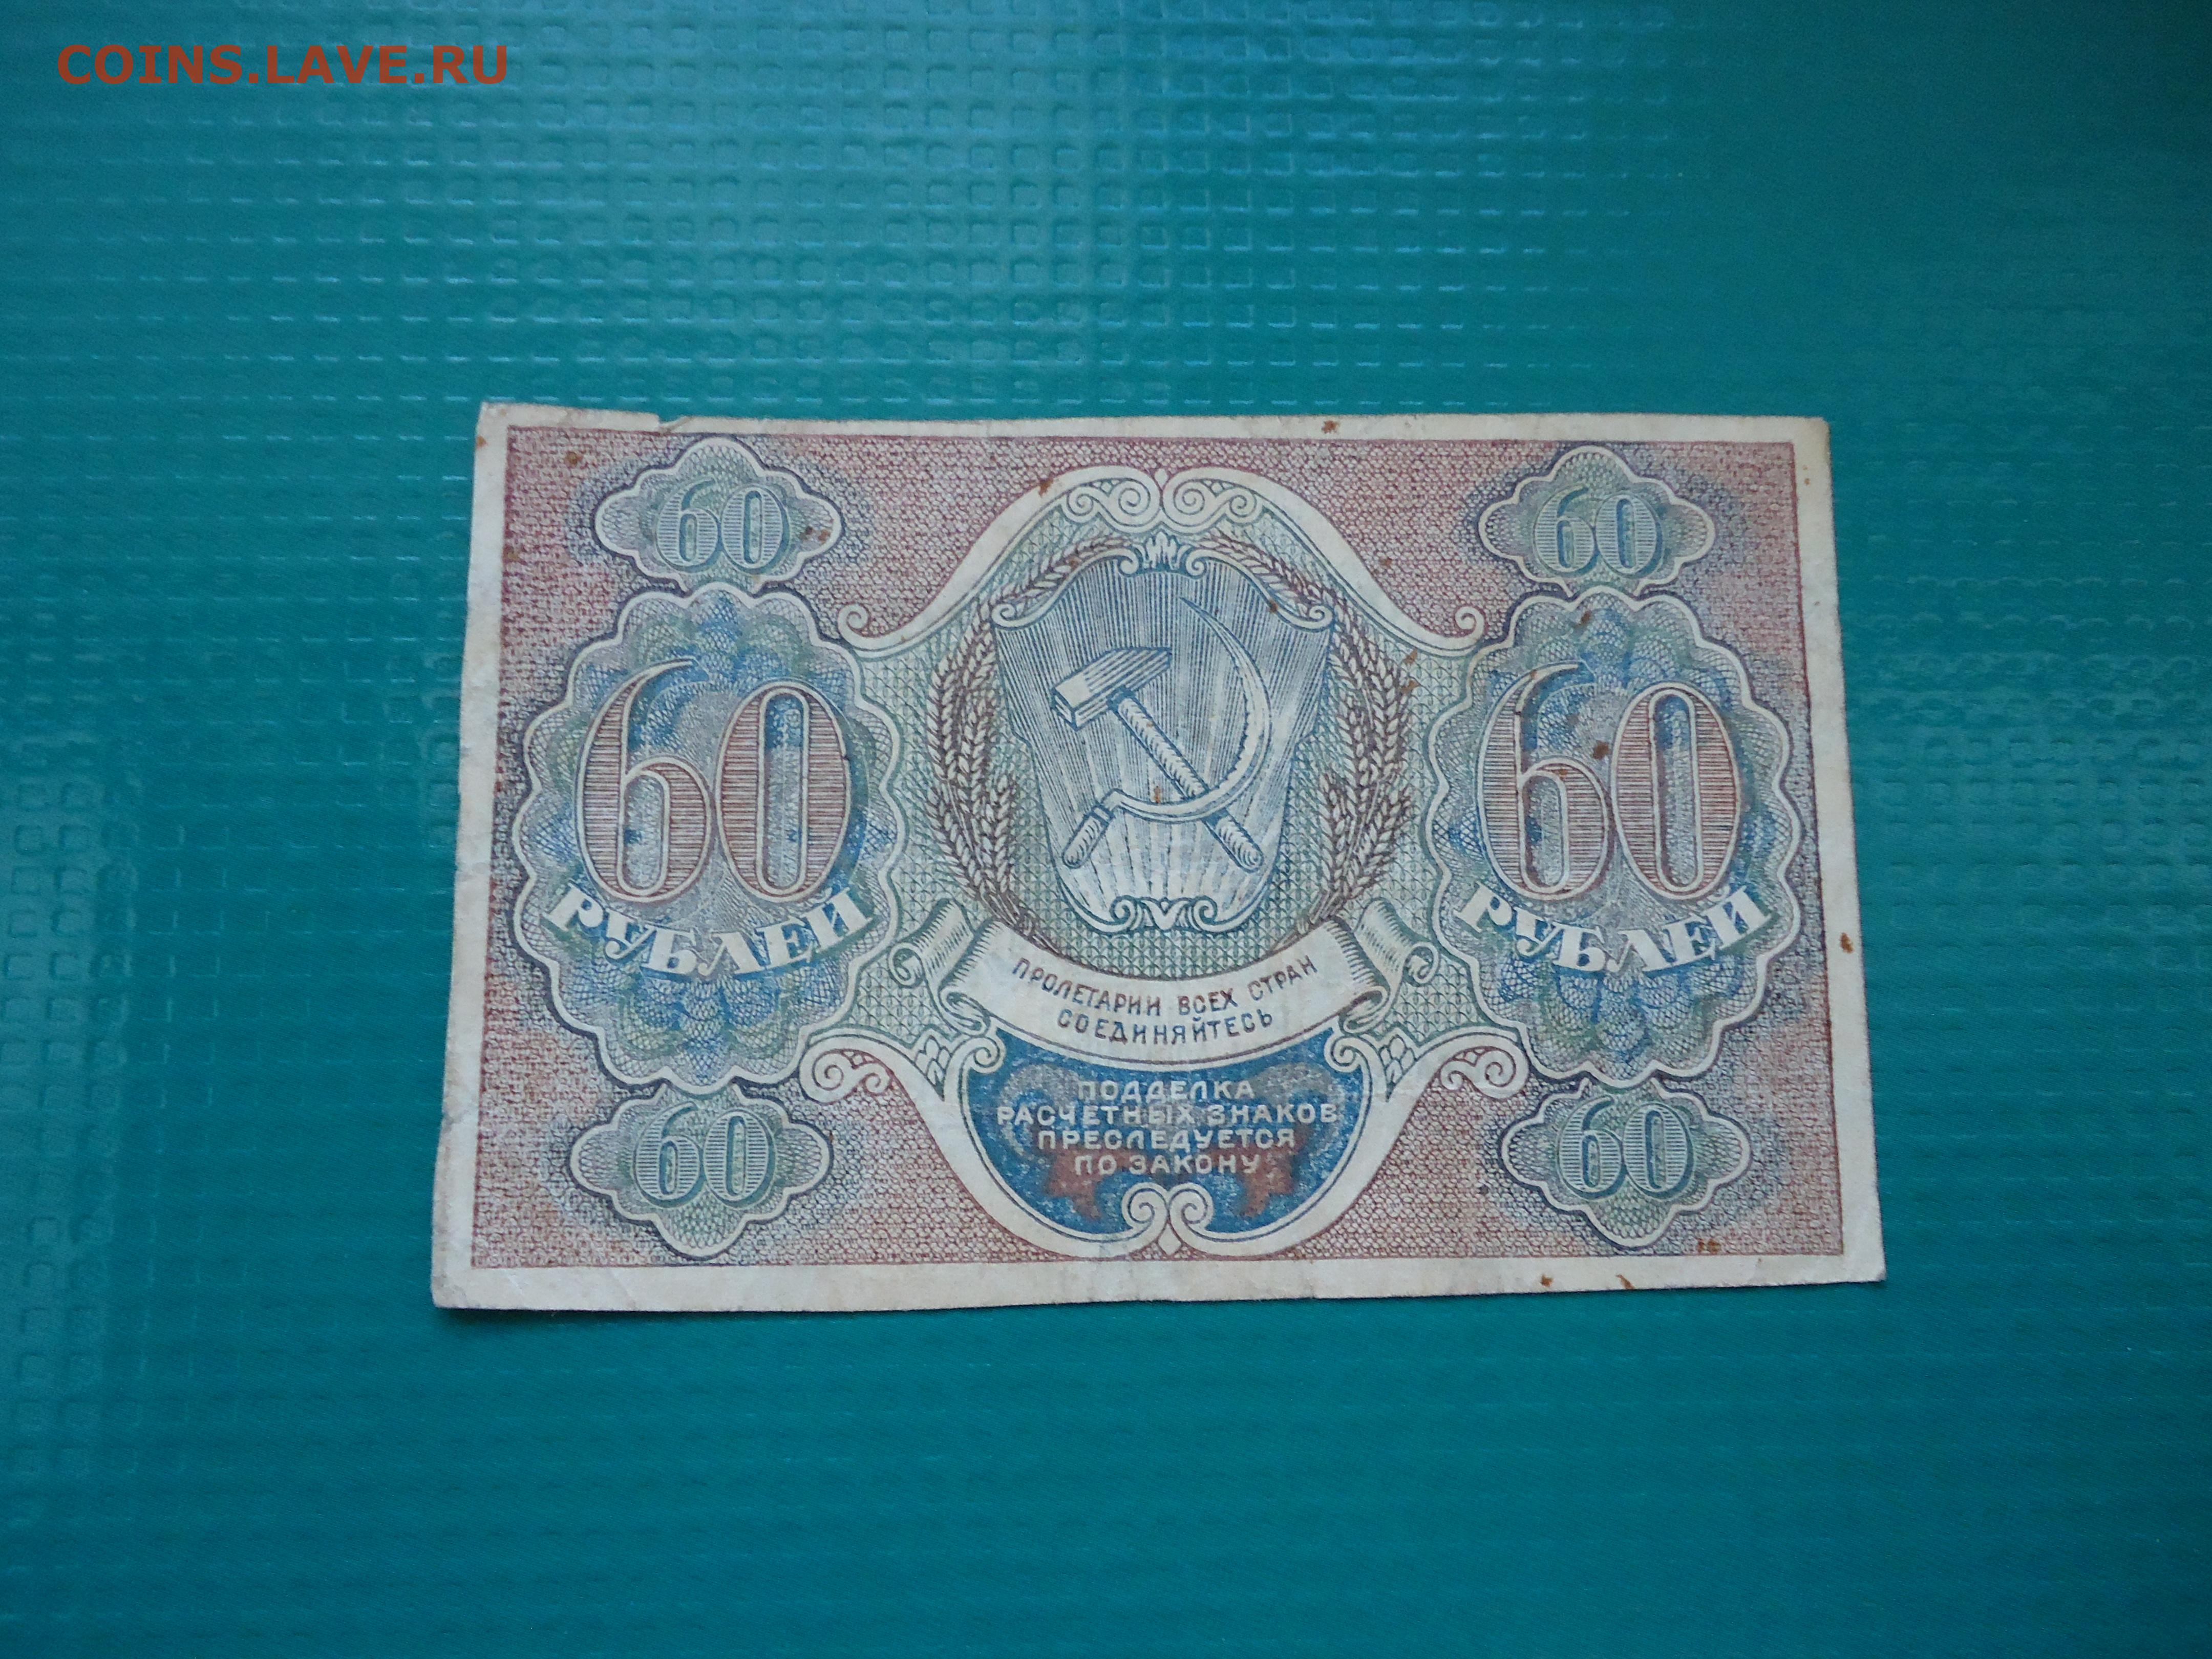 COINS.LAVE.RU
60 60
60 60
РУБЛЕЙ РУБЛЕЙ
ПРОЛЕТАРИИ ВСЕХ СТРАН
СОЕДИНЯЙТЕСЬ
ПОДДЕЛКА
РАСЧЕТНЫХ ЗНАКОВ
ПРЕСЛЕДУЕТСЯ
ПО ЗАКОНУ
60 60